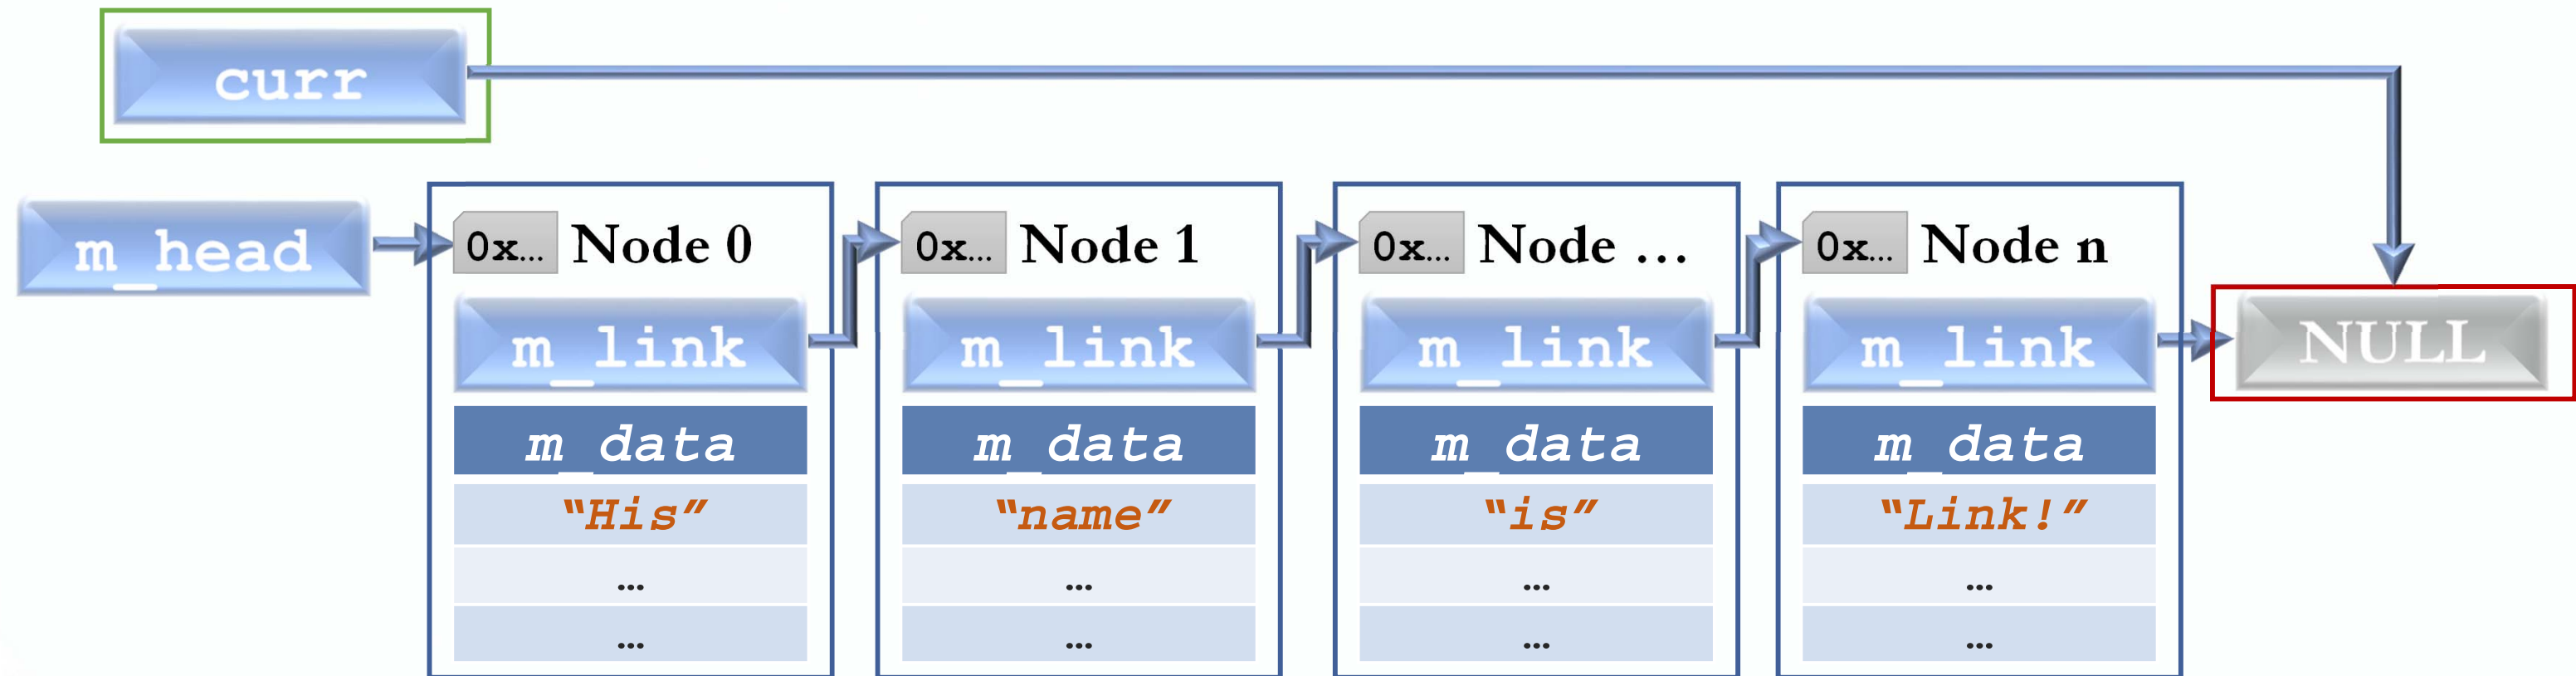 curr
m_head
0x... Node 0
m_link
m_data
“His”
...
...
0x... Node 1
m_link
m_data
“name”
...
...
0x... Node …
m_link
m_data
“is”
...
...
0x... Node n
m_link
m_data
“Link!”
...
...
NULL